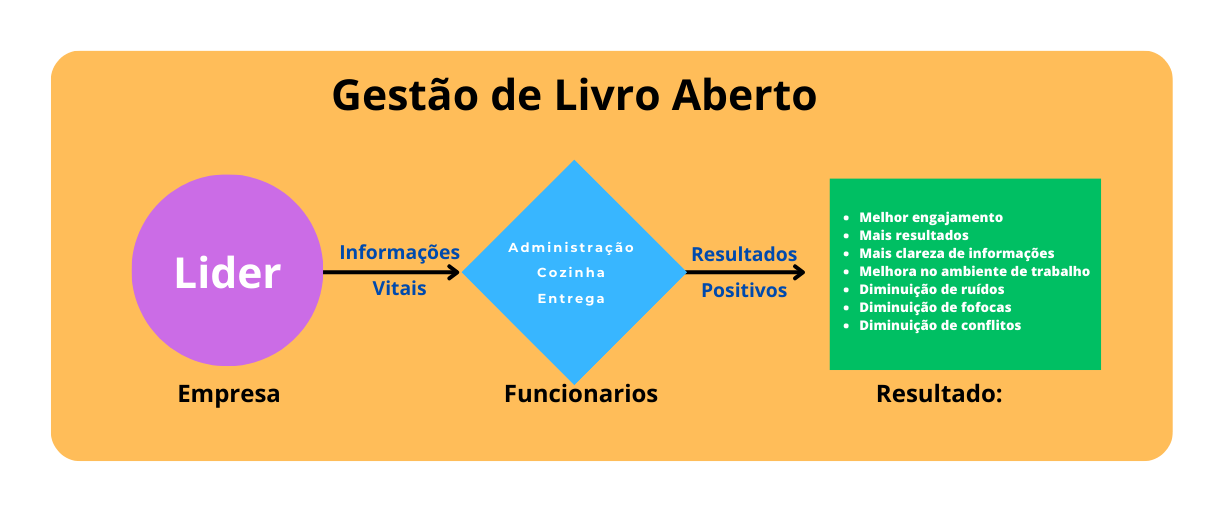 Gestão de Livro Aberto
Lider
Empresa
Informações
Vitais
Administração
Cozinha
Entrega
Funcionarios
Resultados
Positivos
• Melhor engajamento
• Mais resultados
• Mais clareza de informações
• Melhora no ambiente de trabalho
• Diminuição de ruídos
• Diminuição de fofocas
• Diminuição de conflitos
Resultado: